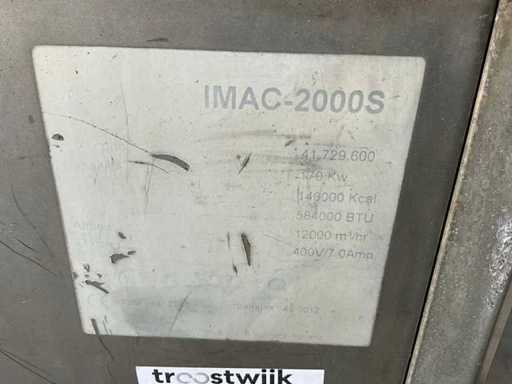 IMAC-2000S
41.729.600
170 Kw
146000 Kcal
584000 BTU
12000 m³/hr
400V/7.0Amp
troostwijk